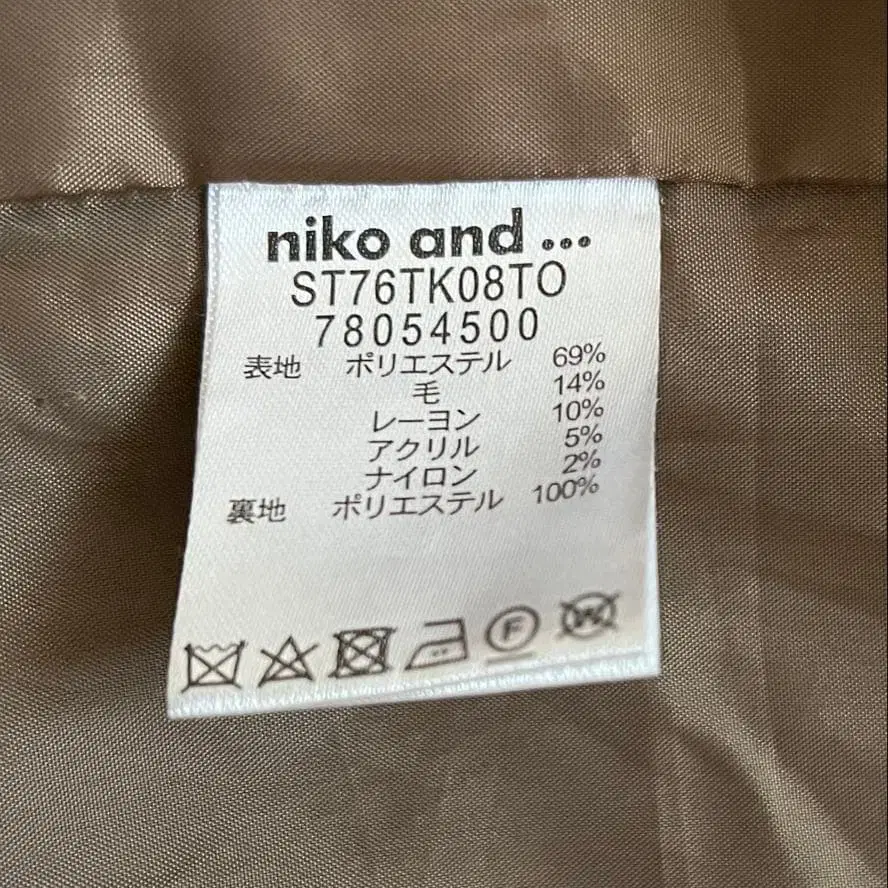 niko and ...
ST76TK08TO
78054500
表地 ポリエステル 69%
毛 14%
レーヨン 10%
アクリル 5%
ナイロン 2%
裏地 ポリエステル 100%
F W